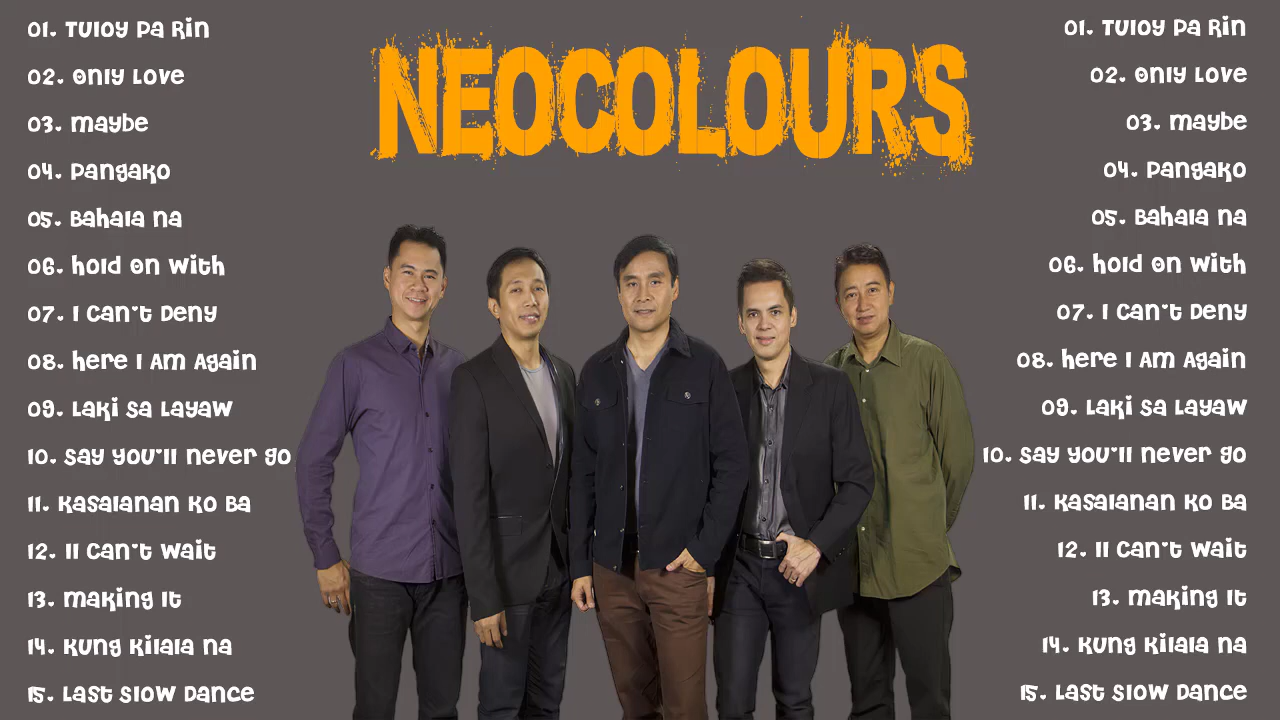 NEOCOLOURS
01. Tuloy Pa Rin
02. Only Love
03. Maybe
04. Pangako
05. Bahala na
06. hold On With
07. I Can't Deny
08. here I Am Again
09. Laki Sa Layaw
10. Say You'll never go
11. Kasalanan Ko Ba
12. Il Can't Wait
13. Making It
14. Kung Kilala na
15. Last Slow Dance
01. Tuloy Pa Rin
02. Only Love
03. Maybe
04. Pangako
05. Bahala na
06. hold On With
07. I Can't Deny
08. here I Am Again
09. Laki Sa Layaw
10. Say You'll never go
11. Kasalanan Ko Ba
12. Il Can't Wait
13. Making It
14. Kung Kilala na
15. Last Slow Dance